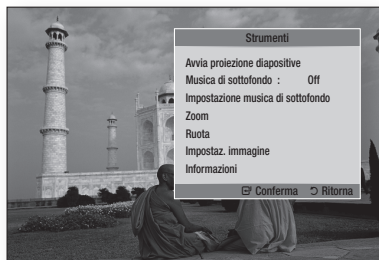 Strumenti
Avvia proiezione diapositive
Musica di sottofondo : Off
Impostazione musica di sottofondo
Zoom
Ruota
Impostaz. immagine
Informazioni
Conferma Ritorna